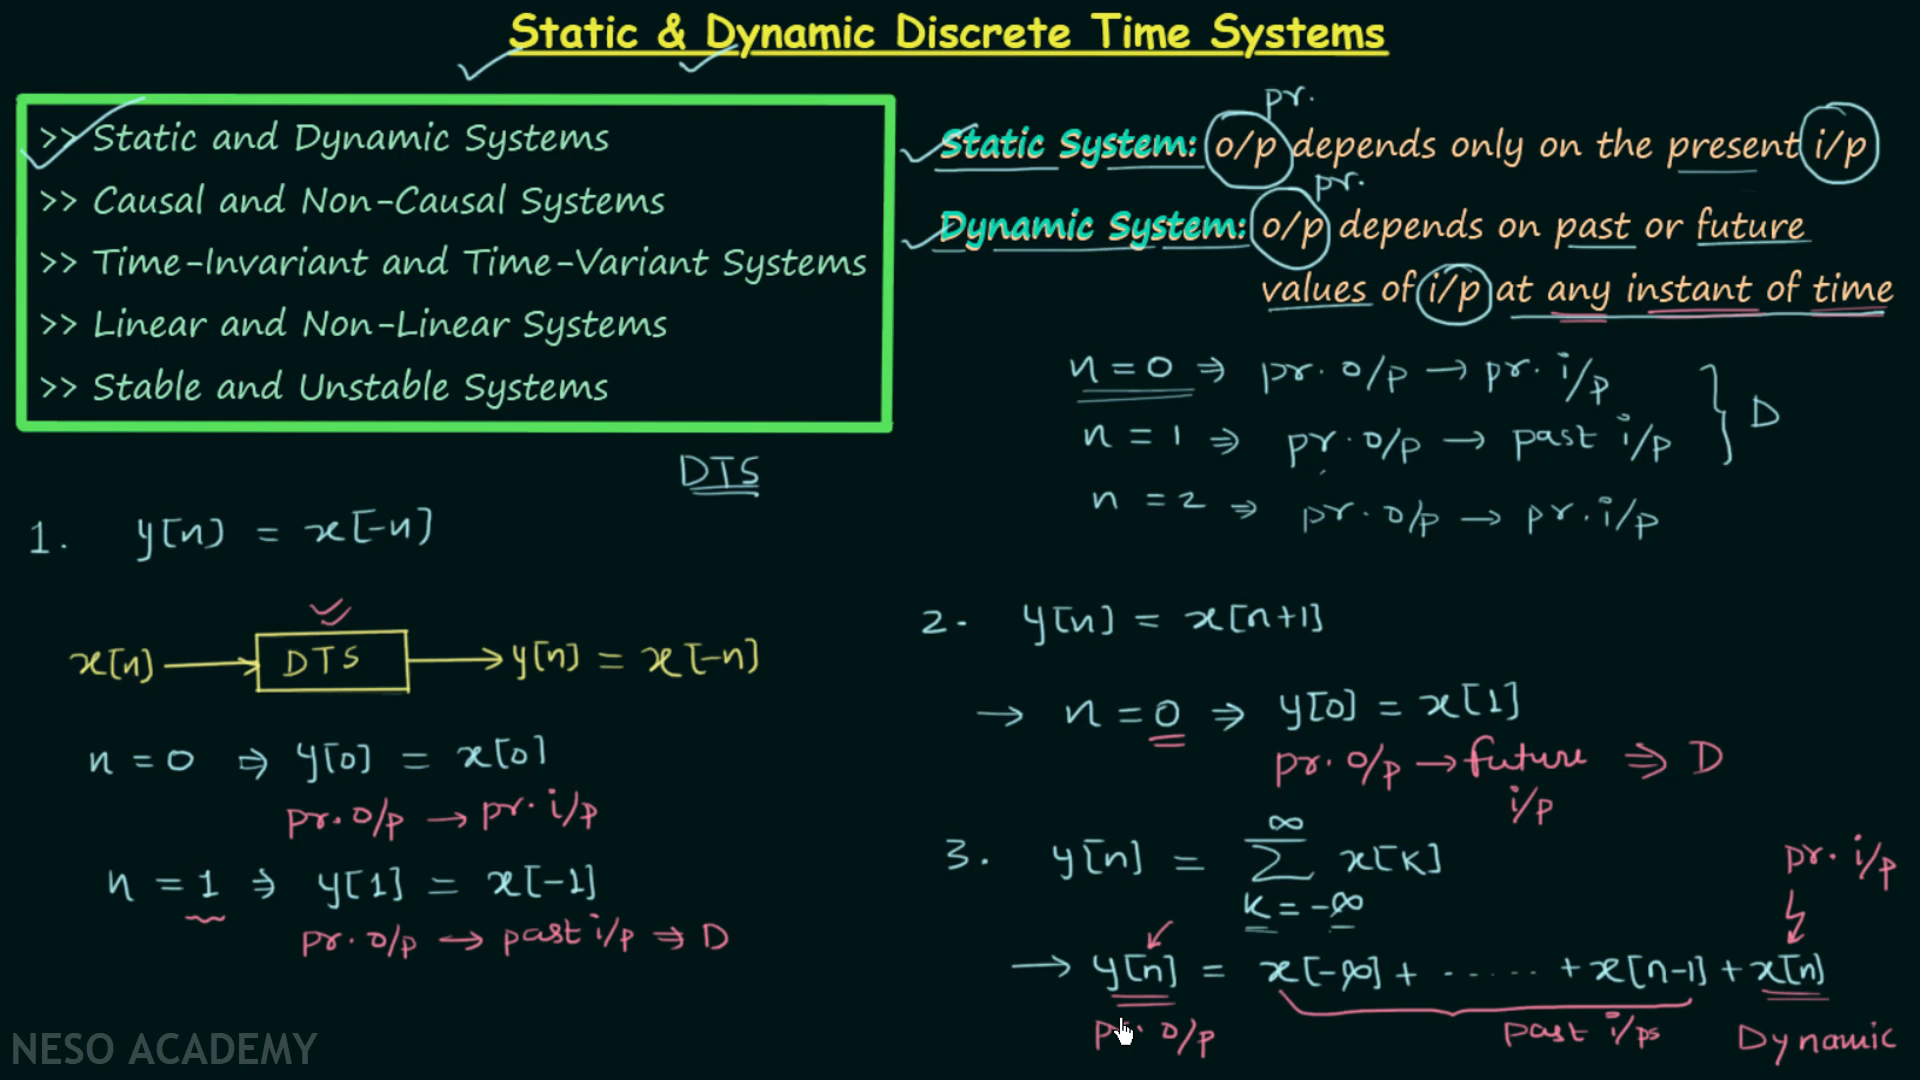 Static & Dynamic Discrete Time Systems
>> Static and Dynamic Systems
>> Causal and Non-Causal Systems
>> Time-Invariant and Time-Variant Systems
>> Linear and Non-Linear Systems
>> Stable and Unstable Systems
pr.
Static System: o/p depends only on the present i/p
pr.
Dynamic System: o/p depends on past or future
values of i/p at any instant of time
n = 0 ⇒ pr. o/p → pr. i/p
n = 1 ⇒ pr. o/p → past i/p
} D
n = 2 ⇒ pr. o/p → pr. i/p
DTS
1. y[n] = x[-n]
x[n] → DTS → y[n] = x[-n]
n = 0 ⇒ y[0] = x[0]
pr. o/p → pr. i/p
n = 1 ⇒ y[1] = x[-1]
pr. o/p → past i/p ⇒ D
2. y[n] = x[n+1]
→ n = 0 ⇒ y[0] = x[1]
pr. o/p → future ⇒ D
i/p
3. y[n] = ∞ Σ k = -∞ x[k]
pr. i/p
→ y[n] = x[-∞] + ...... + x[n-1] + x[n]
pr. o/p past i/ps Dynamic
NESO ACADEMY